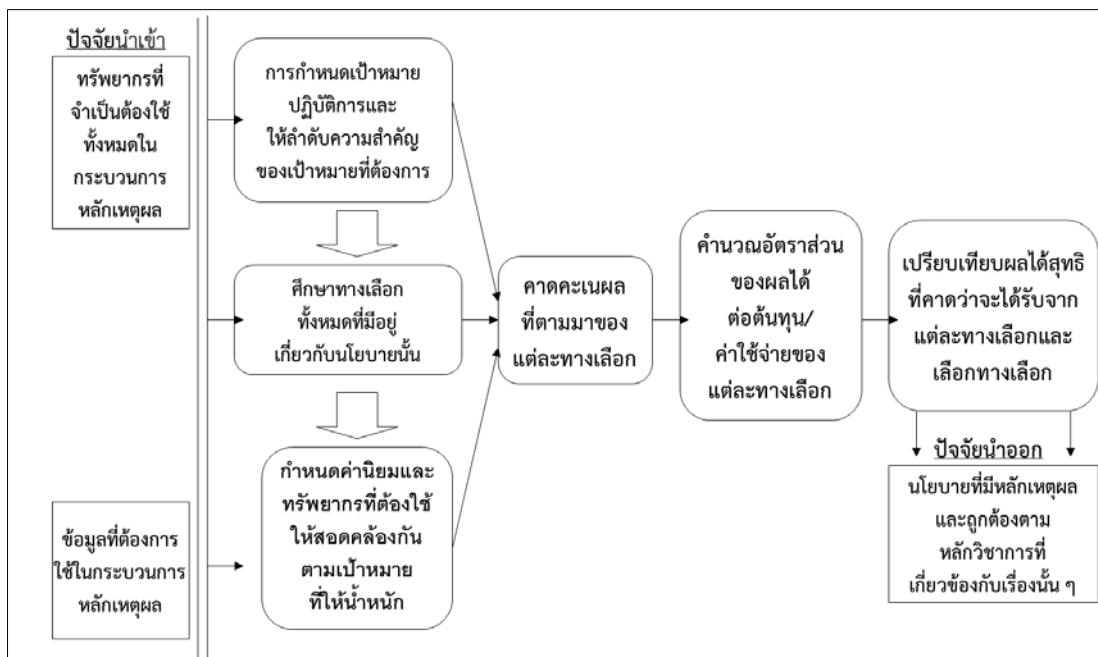 ปัจจัยนำเข้า
ทรัพยากรที่
จำเป็นต้องใช้
ทั้งหมดใน
กระบวนการ
หลักเหตุผล
ข้อมูลที่ต้องการ
ใช้ในกระบวนการ
หลักเหตุผล
การกำหนดเป้าหมาย
ปฏิบัติการและ
ให้ลำดับความสำคัญ
ของเป้าหมายที่ต้องการ
ศึกษาทางเลือก
ทั้งหมดที่มีอยู่
เกี่ยวกับนโยบายนั้น
กำหนดค่านิยมและ
ทรัพยากรที่ต้องใช้
ให้สอดคล้องกัน
ตามเป้าหมาย
ที่ให้น้ำหนัก
คาดคะเนผล
ที่ตามมาของ
แต่ละทางเลือก
คำนวณอัตราส่วน
ของผลได้
ต่อต้นทุน/
ค่าใช้จ่ายของ
แต่ละทางเลือก
เปรียบเทียบผลได้สุทธิ
ที่คาดว่าจะได้รับจาก
แต่ละทางเลือกและ
เลือกทางเลือก
ปัจจัยนำออก
นโยบายที่มีหลักเหตุผล
และถูกต้องตาม
หลักวิชาการที่
เกี่ยวข้องกับเรื่องนั้น ๆ